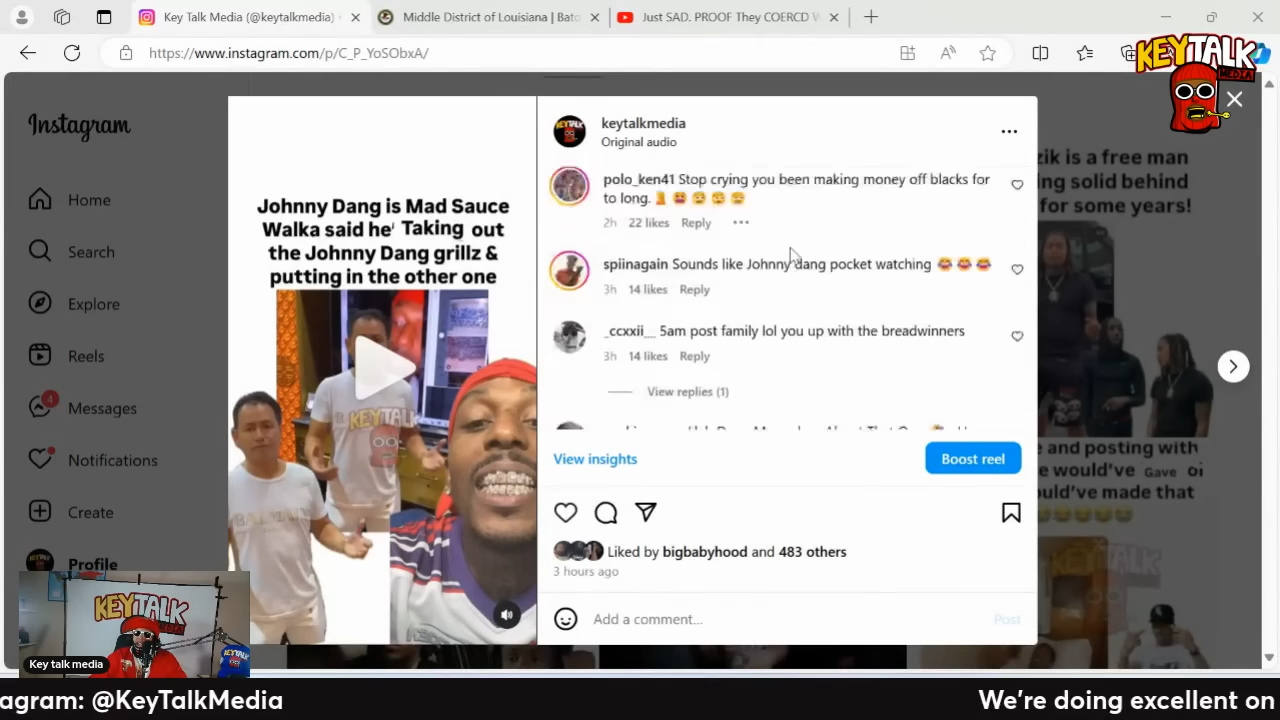 Key Talk Media (@keytalkmedia)
Middle District of Louisiana | Bato
Just SAD. PROOF They COERCD W
https://www.instagram.com/p/C_P_YoSObxA/
KEYTALK
MEDIA
Instagram
Home
Search
Explore
Reels
4
Messages
Notifications
Create
Profile
Johnny Dang is Mad Sauce
Walka said he' Taking out
the Johnny Dang grillz &
putting in the other one
KEYTALK
keytalkmedia
Original audio
polo_ken41 Stop crying you been making money off blacks for
to long.
2h 22 likes Reply
spiinagain Sounds like Johnny dang pocket watching
3h 14 likes Reply
_ccxxii__ 5am post family lol you up with the breadwinners
3h 14 likes Reply
View replies (1)
View insights
Boost reel
Liked by bigbabyhood and 483 others
3 hours ago
Add a comment...
Post
zik is a free man
ng solid behind
for some years!
e and posting with
e would've Gave oi
ould've made that
KEYTALK
MEDIA
Key talk media
agram: @KeyTalkMedia
We're doing excellent on